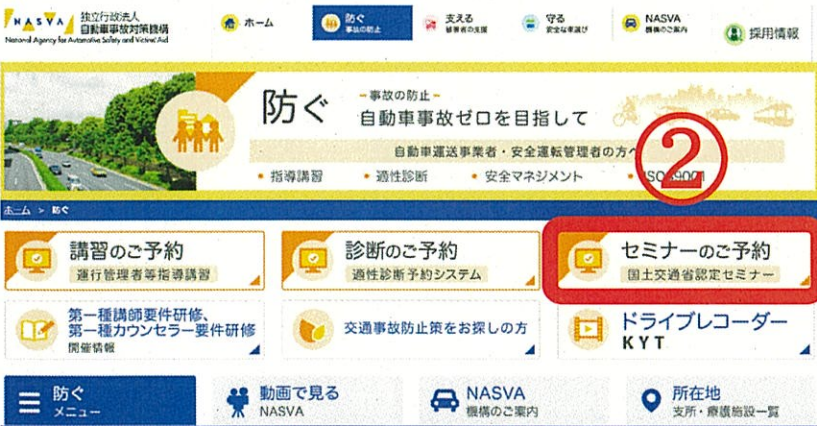 NASVA
独立行政法人
自動車事故対策機構
National Agency for Automotive Safety and Victims' Aid
ホーム
防ぐ
事故の防止
支える
被害者の支援
守る
安全な車選び
NASVA
機構のご案内
採用情報
防ぐ
-事故の防止-
自動車事故ゼロを目指して
自動車運送事業者・安全運転管理者の方へ
・指導講習 ・適性診断 ・安全マネジメント ・ISO39001
②
ホーム > 防ぐ
講習のご予約
運行管理者等指導講習
診断のご予約
適性診断予約システム
セミナーのご予約
国土交通省認定セミナー
第一種講師要件研修、
第一種カウンセラー要件研修
開催情報
交通事故防止策をお探しの方
ドライブレコーダー
KYT
防ぐ
メニュー
動画で見る
NASVA
NASVA
機構のご案内
所在地
支所・療護施設一覧